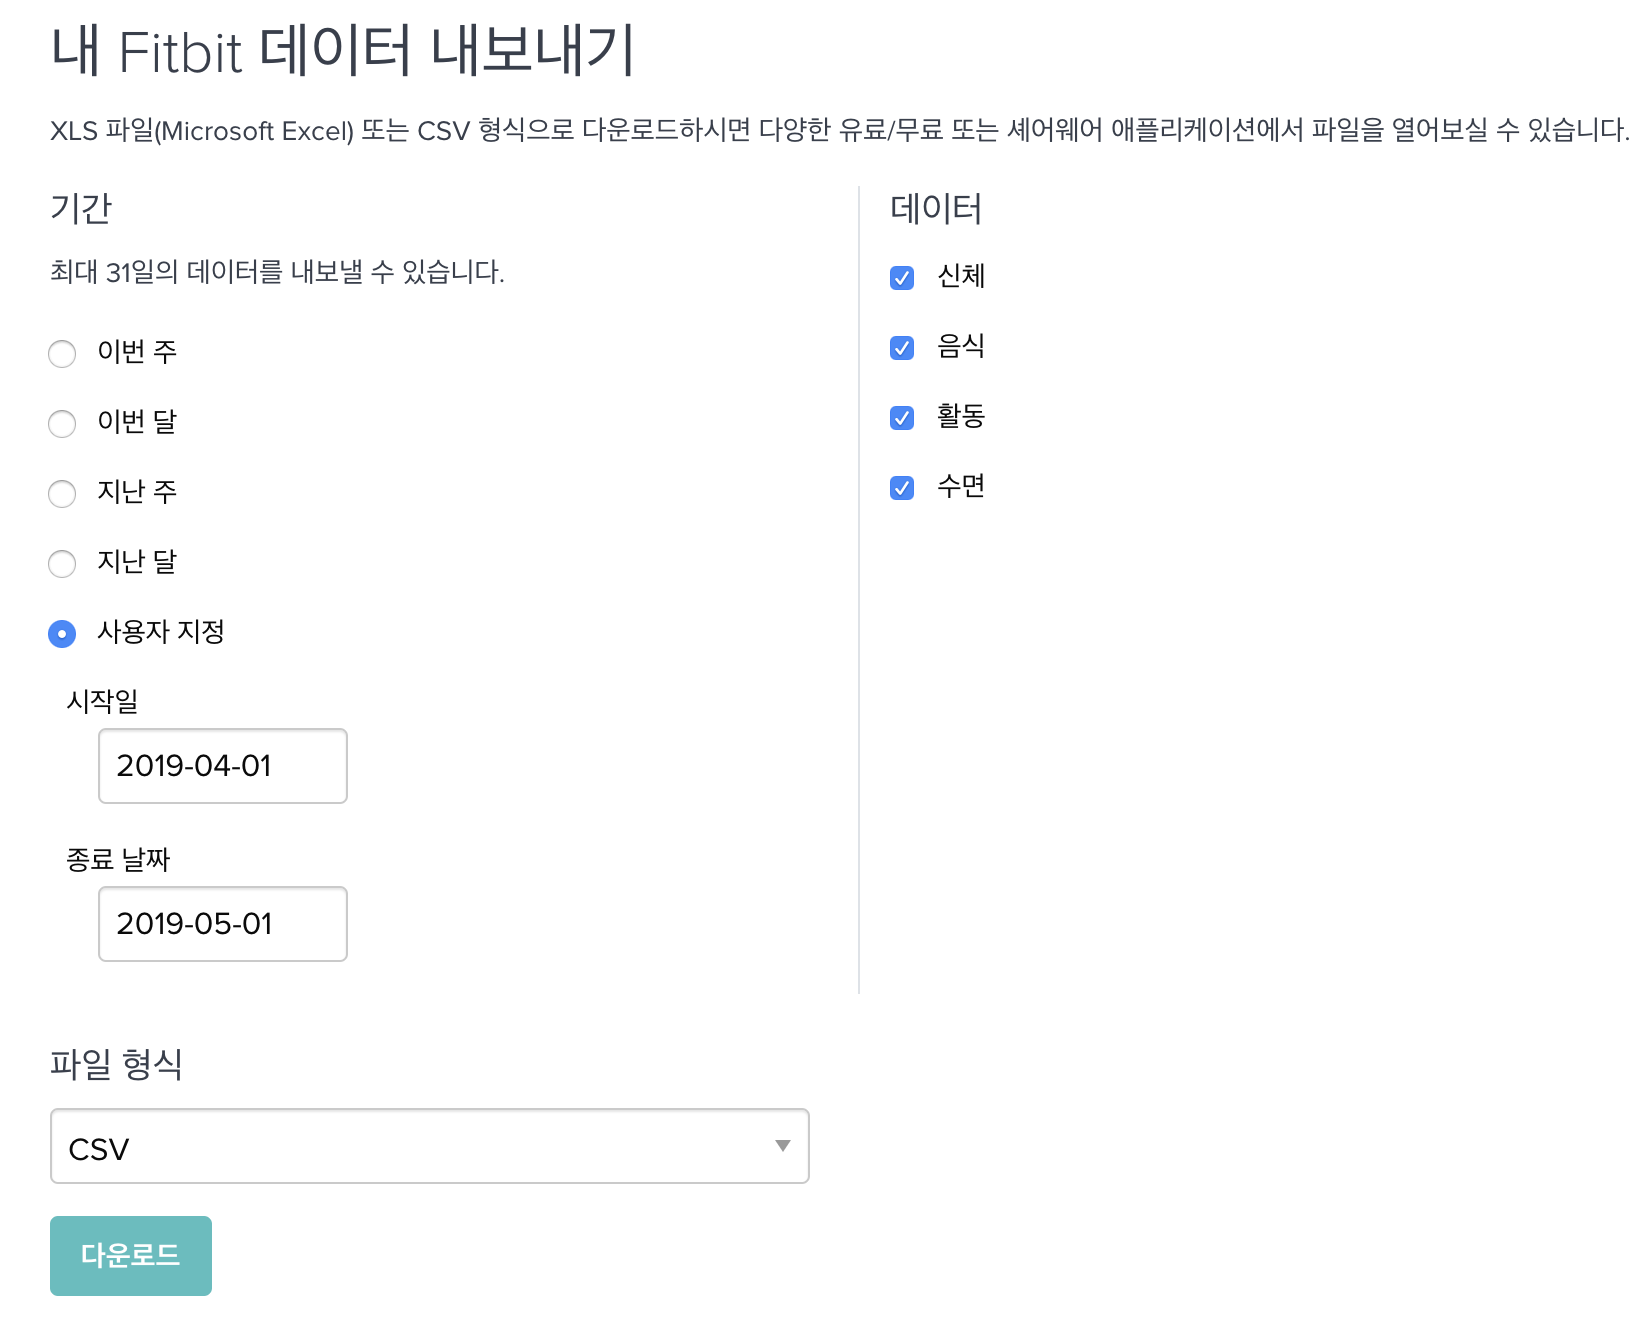 내 Fitbit 데이터 내보내기
XLS 파일(Microsoft Excel) 또는 CSV 형식으로 다운로드하시면 다양한 유료/무료 또는 셰어웨어 애플리케이션에서 파일을 열어보실 수 있습니다.
기간
최대 31일의 데이터를 내보낼 수 있습니다.
이번 주
이번 달
지난 주
지난 달
사용자 지정
시작일
2019-04-01
종료 날짜
2019-05-01
데이터
신체
음식
활동
수면
파일 형식
CSV
다운로드